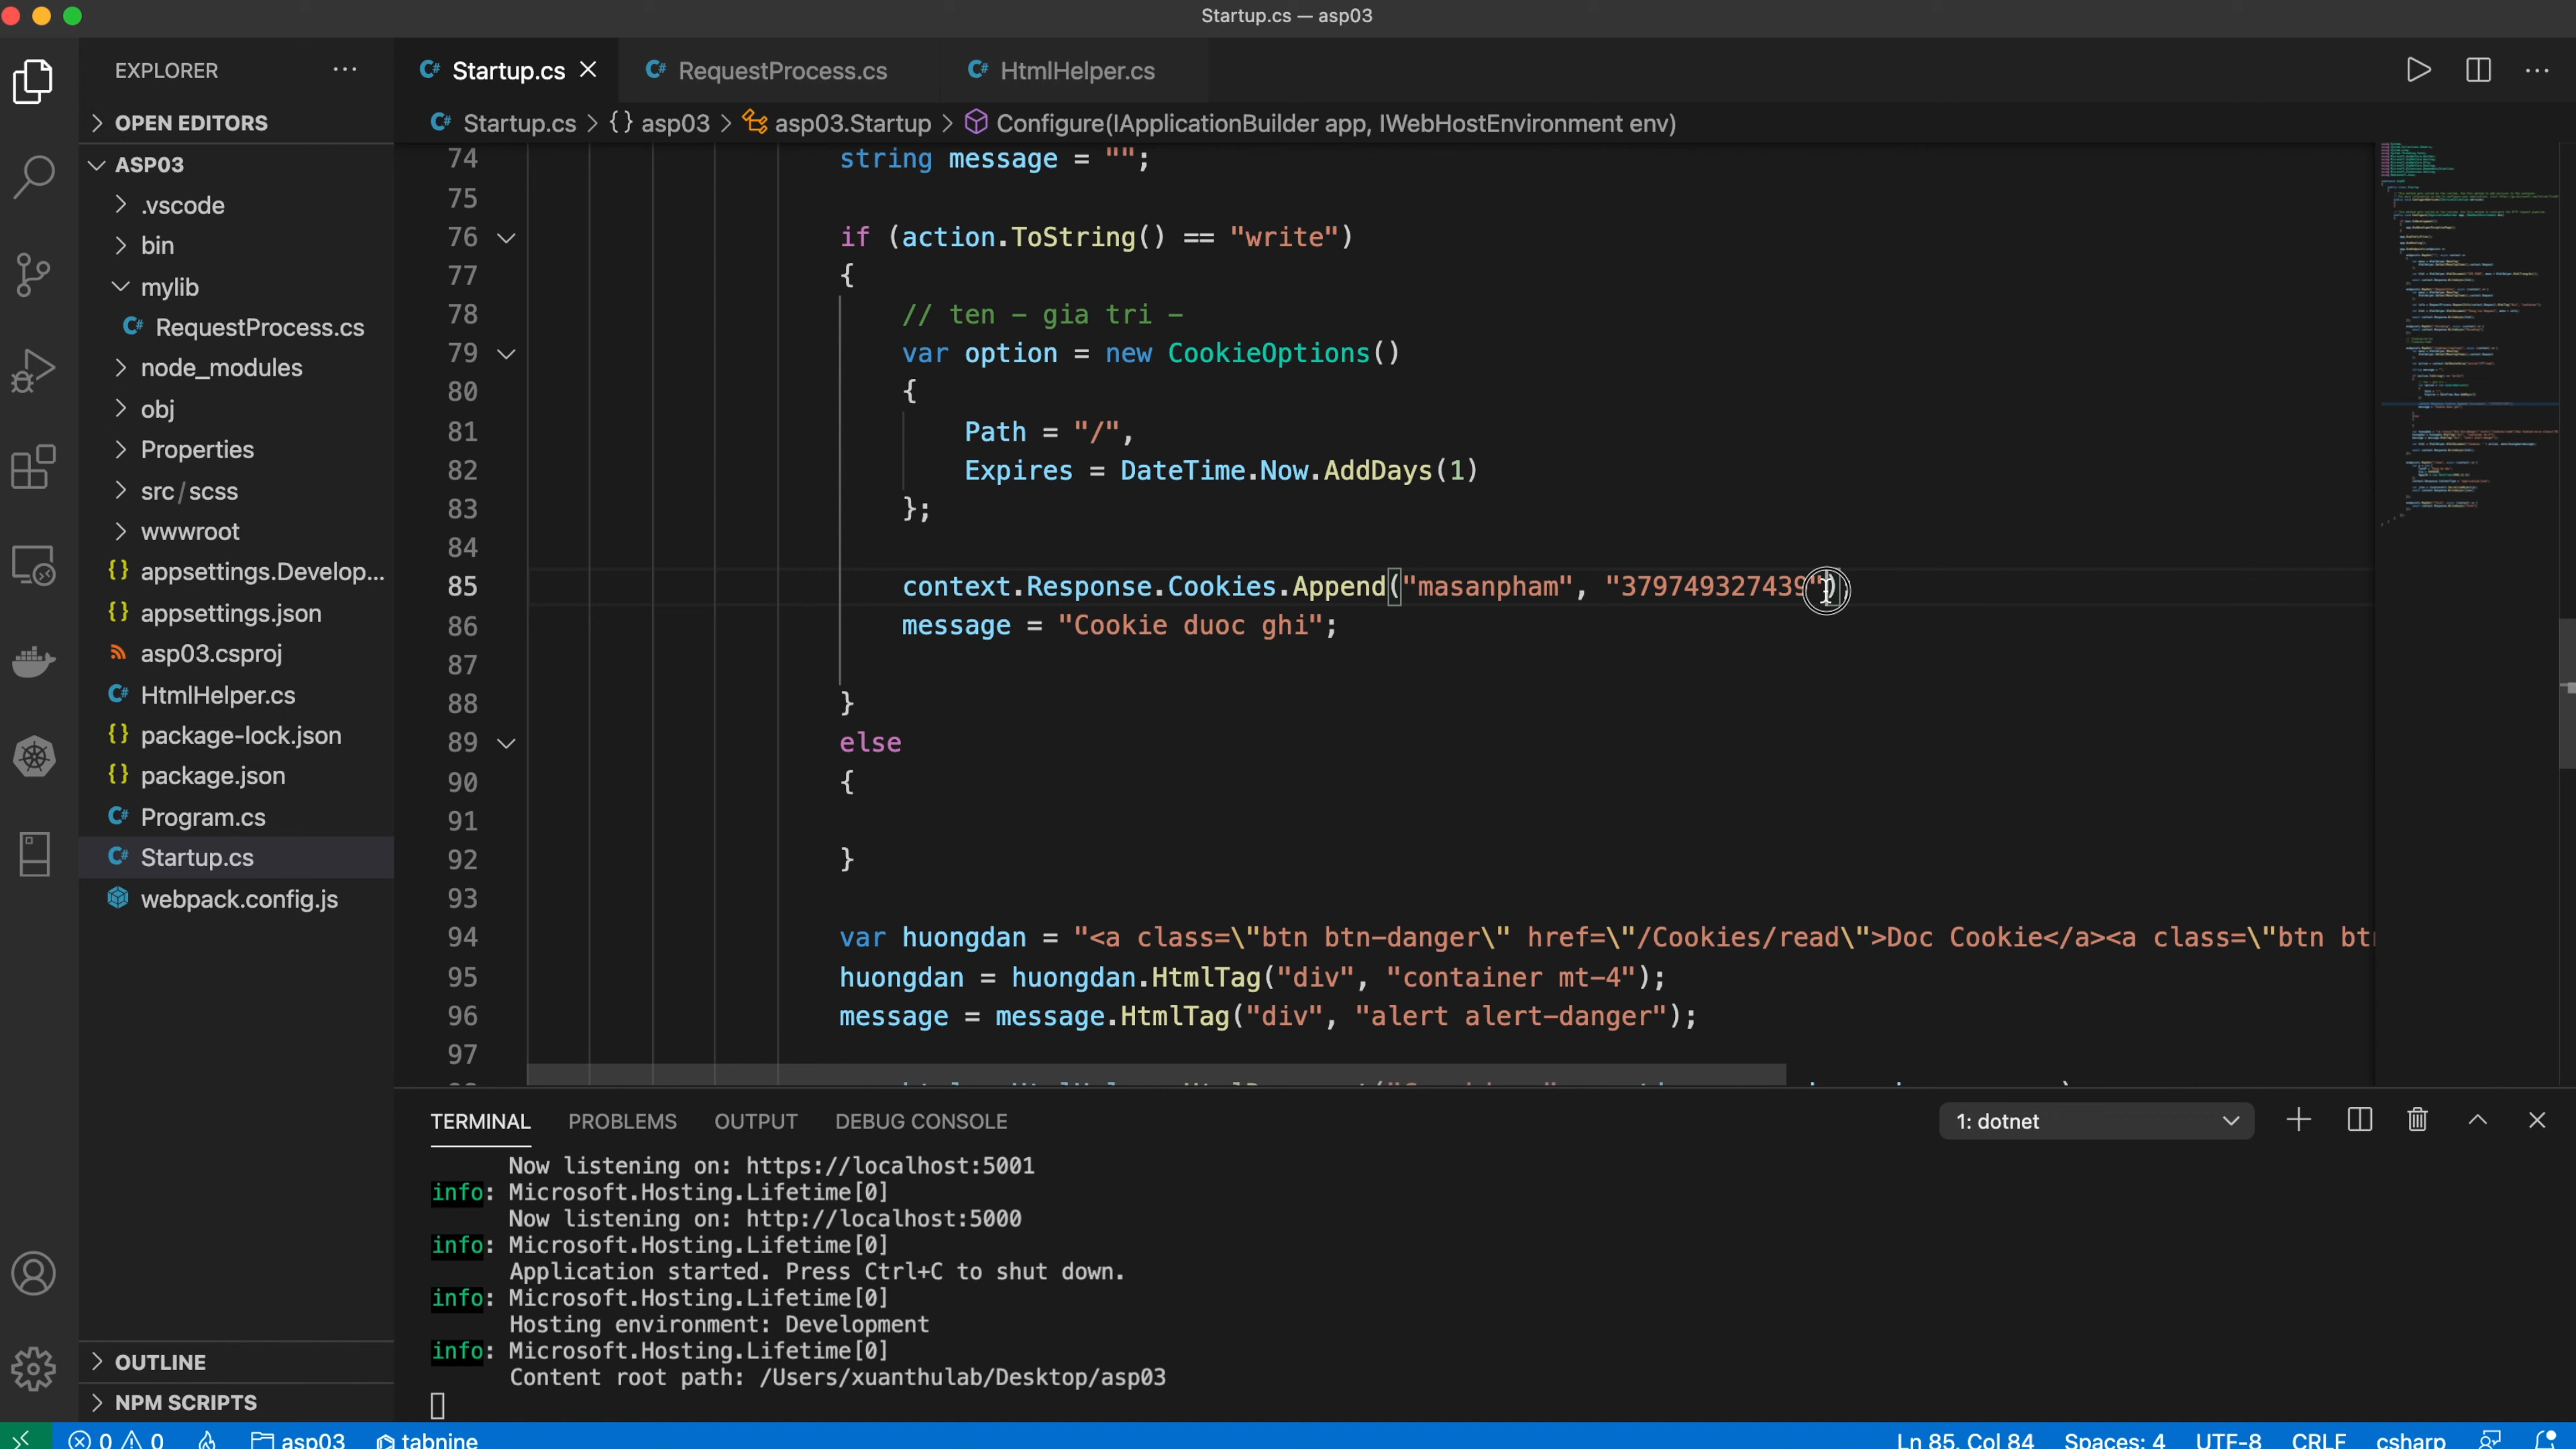 Startup.cs — asp03
EXPLORER
OPEN EDITORS
ASP03
.vscode
bin
mylib
RequestProcess.cs
node_modules
obj
Properties
src/scss
wwwroot
appsettings.Develop...
appsettings.json
asp03.csproj
HtmlHelper.cs
package-lock.json
package.json
Program.cs
Startup.cs
webpack.config.js
OUTLINE
NPM SCRIPTS
Startup.cs RequestProcess.cs HtmlHelper.cs
Startup.cs > {} asp03 > asp03.Startup > Configure(IApplicationBuilder app, IWebHostEnvironment env)
74 string message = "";
75
76 if (action.ToString() == "write")
77 {
78 // ten - gia tri -
79 var option = new CookieOptions()
80 {
81 Path = "/",
82 Expires = DateTime.Now.AddDays(1)
83 };
84
85 context.Response.Cookies.Append("masanpham", "379749327439")
86 message = "Cookie duoc ghi";
87
88 }
89 else
90 {
91
92 }
93
94 var huongdan = "<a class=\"btn btn-danger\" href=\"/Cookies/read\">Doc Cookie</a><a class=\"btn bt
95 huongdan = huongdan.HtmlTag("div", "container mt-4");
96 message = message.HtmlTag("div", "alert alert-danger");
97
TERMINAL PROBLEMS OUTPUT DEBUG CONSOLE 1: dotnet
Now listening on: https://localhost:5001
info: Microsoft.Hosting.Lifetime[0]
Now listening on: http://localhost:5000
info: Microsoft.Hosting.Lifetime[0]
Application started. Press Ctrl+C to shut down.
info: Microsoft.Hosting.Lifetime[0]
Hosting environment: Development
info: Microsoft.Hosting.Lifetime[0]
Content root path: /Users/xuanthulab/Desktop/asp03
0 0 asp03 tabnine Ln 85, Col 84 Spaces: 4 UTF-8 CRLF csharp